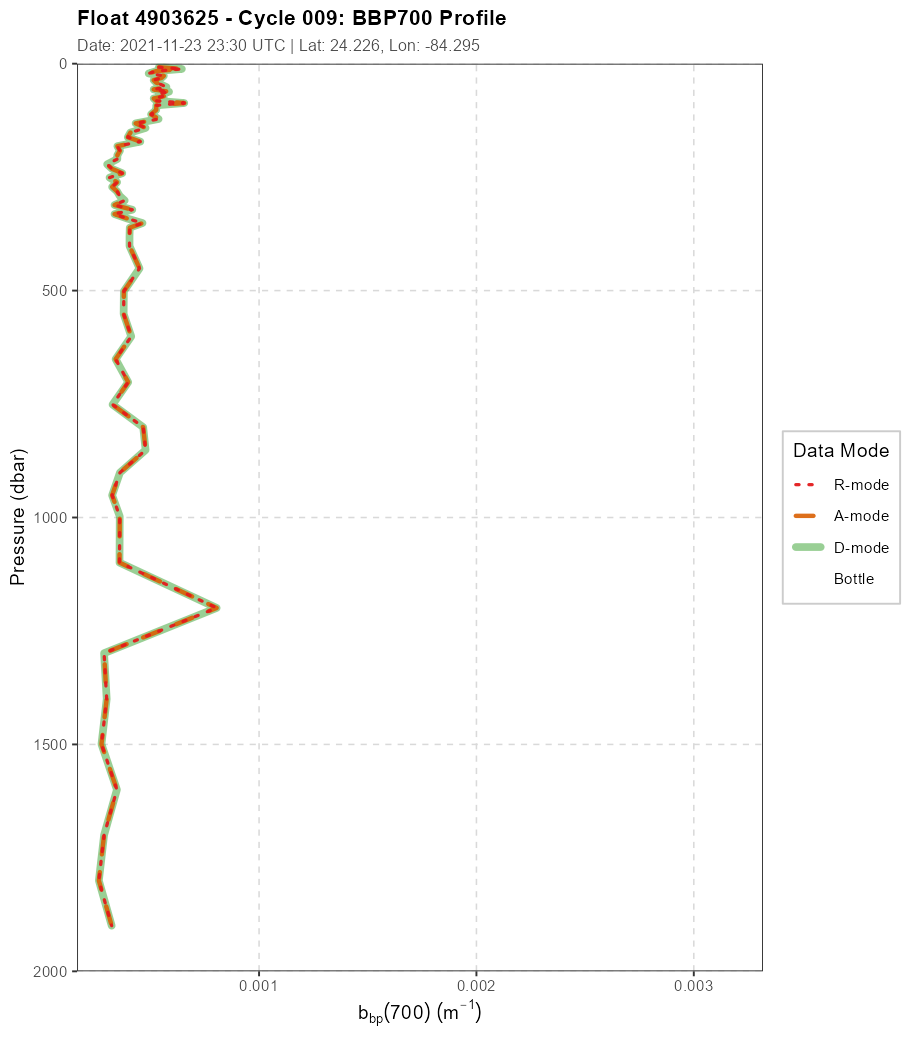 Float 4903625 - Cycle 009: BBP700 Profile
Date: 2021-11-23 23:30 UTC | Lat: 24.226, Lon: -84.295
0
500
1000
1500
2000
Pressure (dbar)
0.001
0.002
0.003
b_bp(700) (m⁻¹)
Data Mode
R-mode
A-mode
D-mode
Bottle